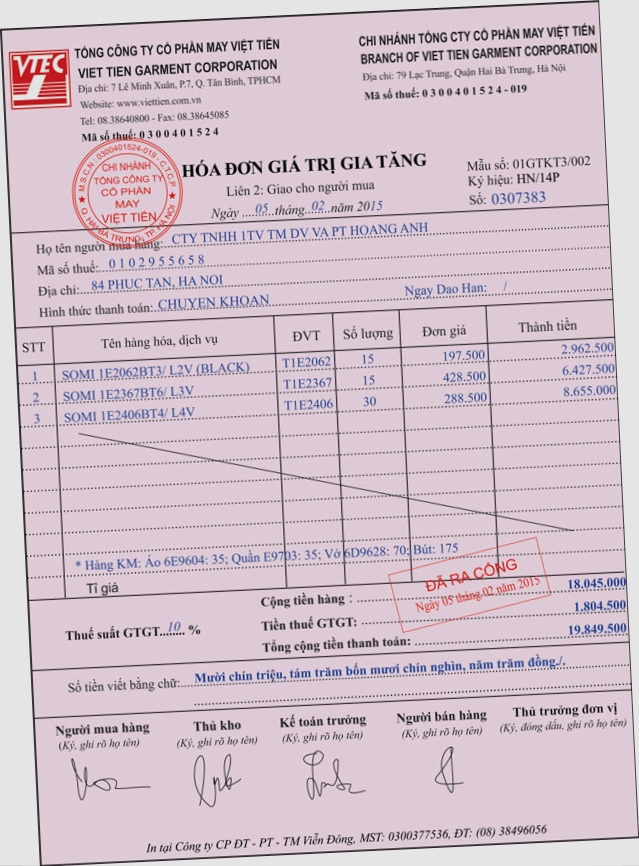 VTEC
TỔNG CÔNG TY CỔ PHẦN MAY VIỆT TIẾN
VIET TIEN GARMENT CORPORATION
Địa chỉ: 7 Lê Minh Xuân, P.7, Q. Tân Bình, TPHCM
Website: www.viettien.com.vn
Tel: 08.38640800 - Fax: 08.38645085
Mã số thuế: 0 3 0 0 4 0 1 5 2 4
CHI NHÁNH TỔNG CTY CỔ PHẦN MAY VIỆT TIẾN
BRANCH OF VIET TIEN GARMENT CORPORATION
Địa chỉ: 79 Lạc Trung, Quận Hai Bà Trưng, Hà Nội
Mã số thuế: 0 3 0 0 4 0 1 5 2 4 - 019
M.S.C.N: 0300401524-019 - C.T.C.P
CHI NHÁNH
TỔNG CÔNG TY
CỔ PHẦN
MAY
VIỆT TIẾN
Q. HAI BÀ TRƯNG, TP. HÀ NỘI
HÓA ĐƠN GIÁ TRỊ GIA TĂNG
Liên 2: Giao cho người mua
Ngày ....05....tháng..02..năm 2015
Mẫu số: 01GTKT3/002
Ký hiệu: HN/14P
Số: 0307383
Họ tên người mua hàng: CTY TNHH 1TV TM DV VA PT HOANG ANH
Mã số thuế: 0 1 0 2 9 5 5 6 5 8
Địa chỉ: 84 PHUC TAN, HA NOI
Hình thức thanh toán: CHUYEN KHOAN Ngay Dao Han: /
STT Tên hàng hóa, dịch vụ ĐVT Số lượng Đơn giá Thành tiền
1 SOMI 1E2062BT3/ L2V (BLACK) T1E2062 15 197.500 2.962.500
2 SOMI 1E2367BT6/ L3V T1E2367 15 428.500 6.427.500
3 SOMI 1E2406BT4/ L4V T1E2406 30 288.500 8.655.000
* Hàng KM: Áo 6E9604: 35; Quần E9703: 35; Vớ 6D9628: 70; Bút: 175
Tỉ giá
ĐÃ RA CỔNG
Ngày 05 tháng 02 năm 2015
Cộng tiền hàng : 18.045.000
Thuế suất GTGT..10.... % Tiền thuế GTGT: 1.804.500
Tổng cộng tiền thanh toán: 19.849.500
Số tiền viết bằng chữ: Mười chín triệu, tám trăm bốn mươi chín nghìn, năm trăm đồng./.
Người mua hàng Thủ kho Kế toán trưởng Người bán hàng Thủ trưởng đơn vị
(Ký, ghi rõ họ tên) (Ký, ghi rõ họ tên) (Ký, ghi rõ họ tên) (Ký, ghi rõ họ tên) (Ký, đóng dấu, ghi rõ họ tên)
In tại Công ty CP ĐT - PT - TM Viễn Đông, MST: 0300377536, ĐT: (08) 38496056